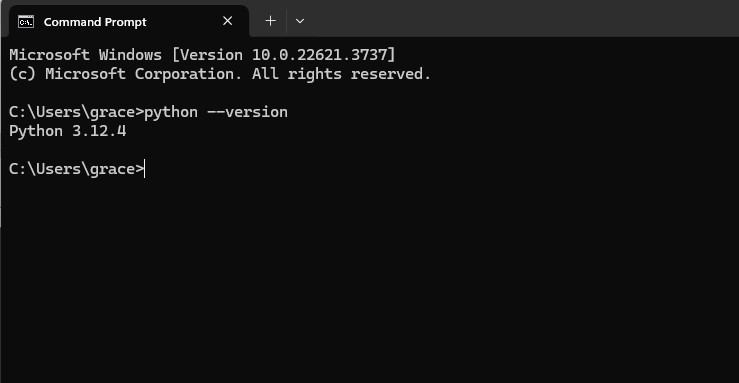 Command Prompt
Microsoft Windows [Version 10.0.22621.3737]
(c) Microsoft Corporation. All rights reserved.
C:\Users\grace>python --version
Python 3.12.4
C:\Users\grace>